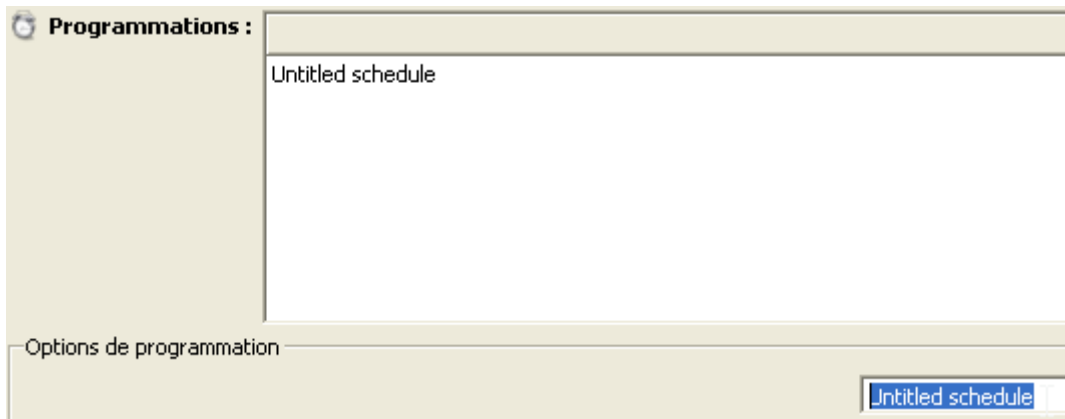 Programmations :
Untitled schedule
Options de programmation
Untitled schedule